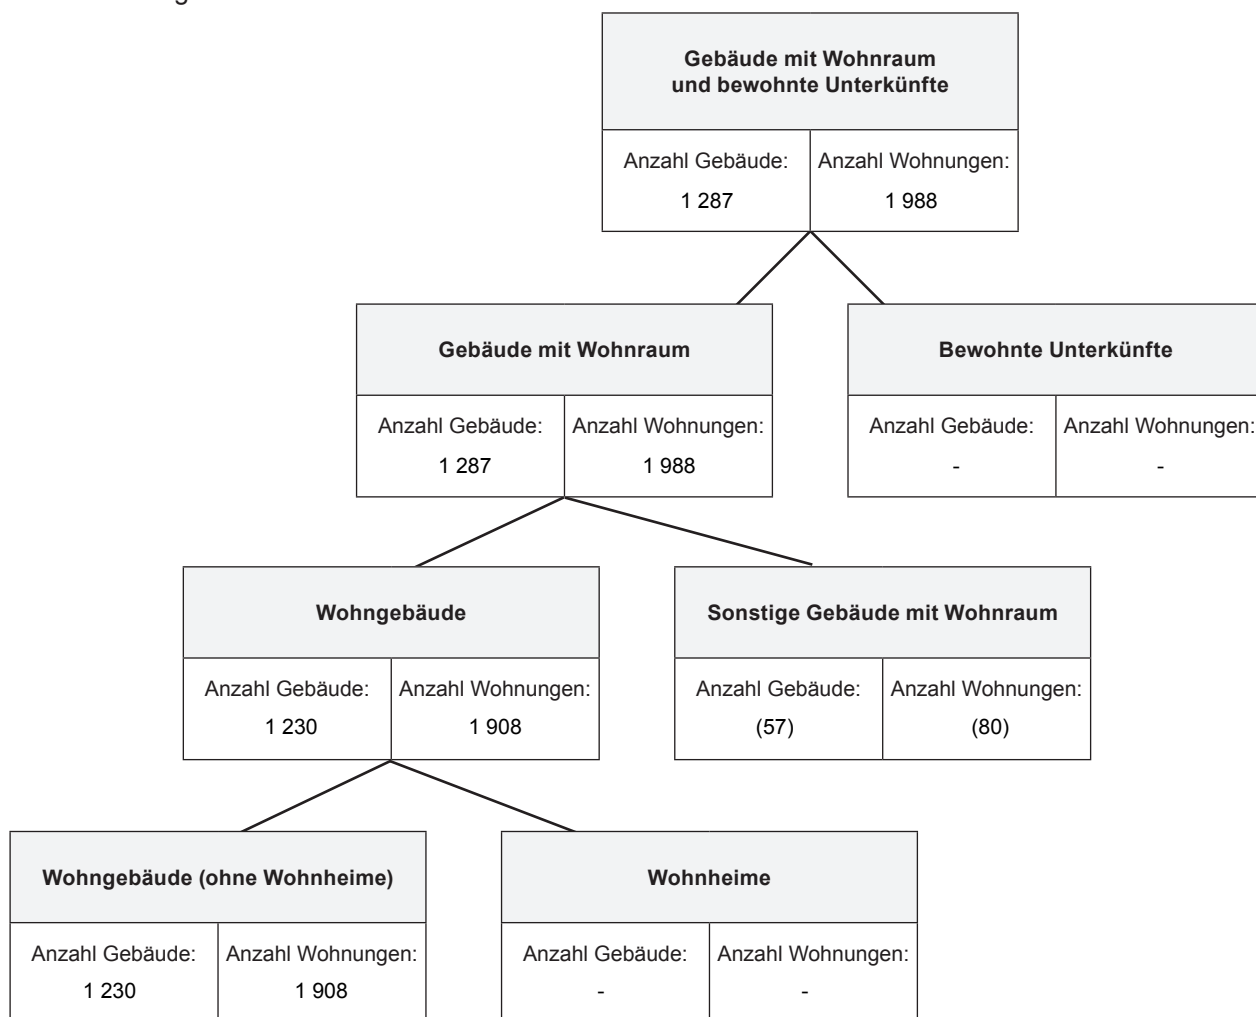 Gebäude mit Wohnraum
und bewohnte Unterkünfte
Anzahl Gebäude: Anzahl Wohnungen:
1 287 1 988
Gebäude mit Wohnraum
Anzahl Gebäude: Anzahl Wohnungen:
1 287 1 988
Bewohnte Unterkünfte
Anzahl Gebäude: Anzahl Wohnungen:
- -
Wohngebäude
Anzahl Gebäude: Anzahl Wohnungen:
1 230 1 908
Sonstige Gebäude mit Wohnraum
Anzahl Gebäude: Anzahl Wohnungen:
(57) (80)
Wohngebäude (ohne Wohnheime)
Anzahl Gebäude: Anzahl Wohnungen:
1 230 1 908
Wohnheime
Anzahl Gebäude: Anzahl Wohnungen:
- -